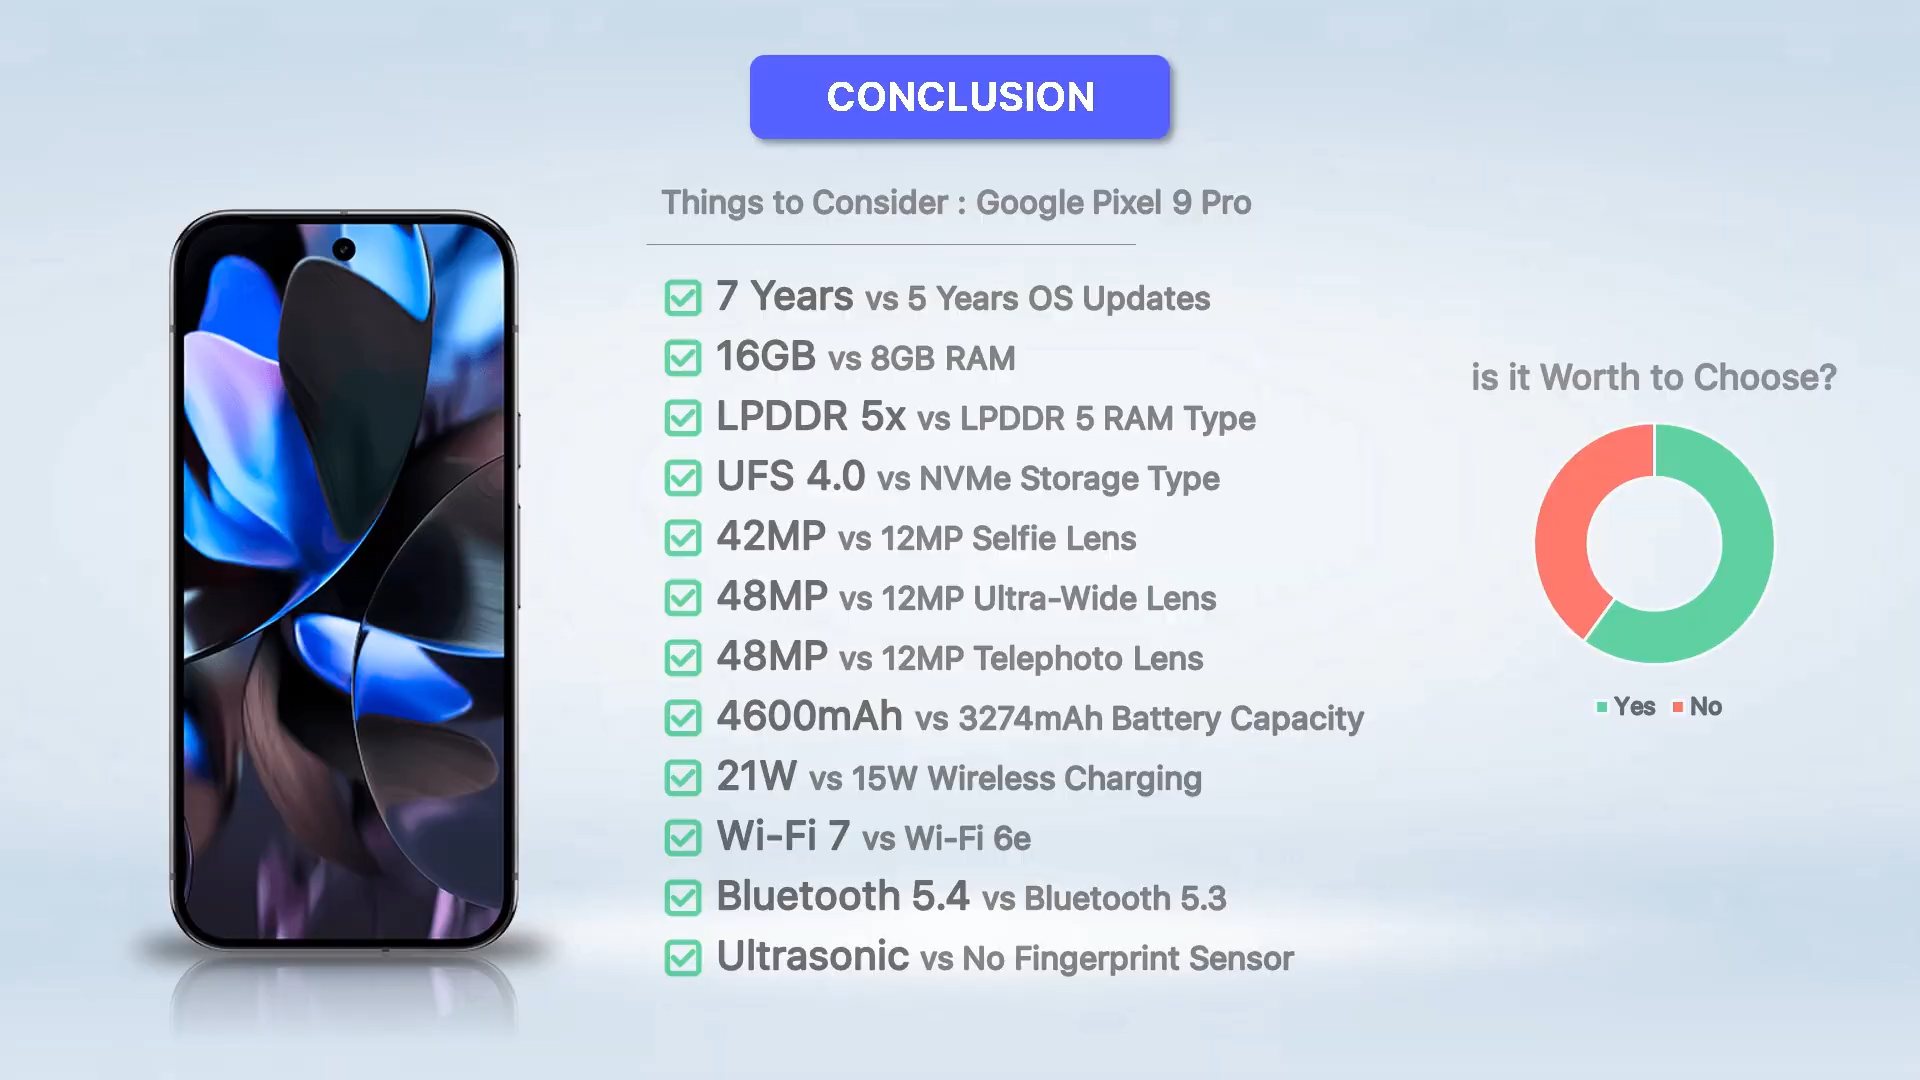 CONCLUSION
Things to Consider : Google Pixel 9 Pro
7 Years vs 5 Years OS Updates
16GB vs 8GB RAM
LPDDR 5x vs LPDDR 5 RAM Type
UFS 4.0 vs NVMe Storage Type
42MP vs 12MP Selfie Lens
48MP vs 12MP Ultra-Wide Lens
48MP vs 12MP Telephoto Lens
4600mAh vs 3274mAh Battery Capacity
21W vs 15W Wireless Charging
Wi-Fi 7 vs Wi-Fi 6e
Bluetooth 5.4 vs Bluetooth 5.3
Ultrasonic vs No Fingerprint Sensor
is it Worth to Choose?
Yes No